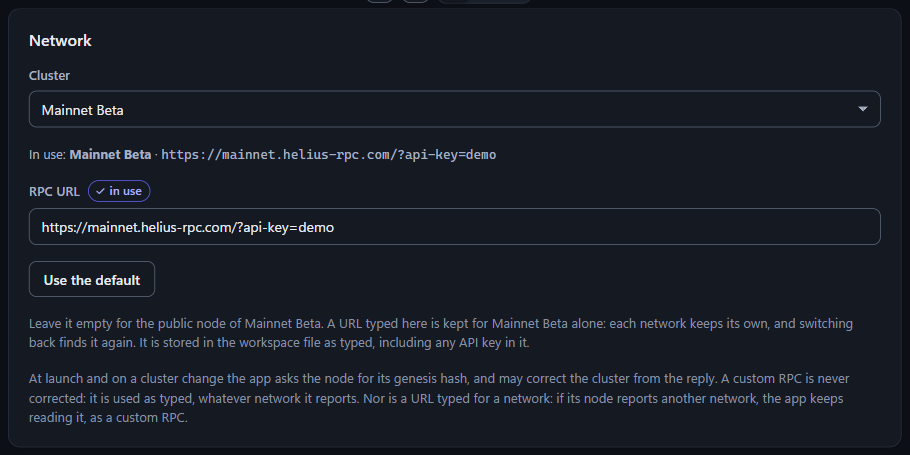 Network
Cluster
Mainnet Beta
In use: Mainnet Beta · https://mainnet.helius-rpc.com/?api-key=demo
RPC URL ✓ in use
https://mainnet.helius-rpc.com/?api-key=demo
Use the default
Leave it empty for the public node of Mainnet Beta. A URL typed here is kept for Mainnet Beta alone: each network keeps its own, and switching
back finds it again. It is stored in the workspace file as typed, including any API key in it.
At launch and on a cluster change the app asks the node for its genesis hash, and may correct the cluster from the reply. A custom RPC is never
corrected: it is used as typed, whatever network it reports. Nor is a URL typed for a network: if its node reports another network, the app keeps
reading it, as a custom RPC.